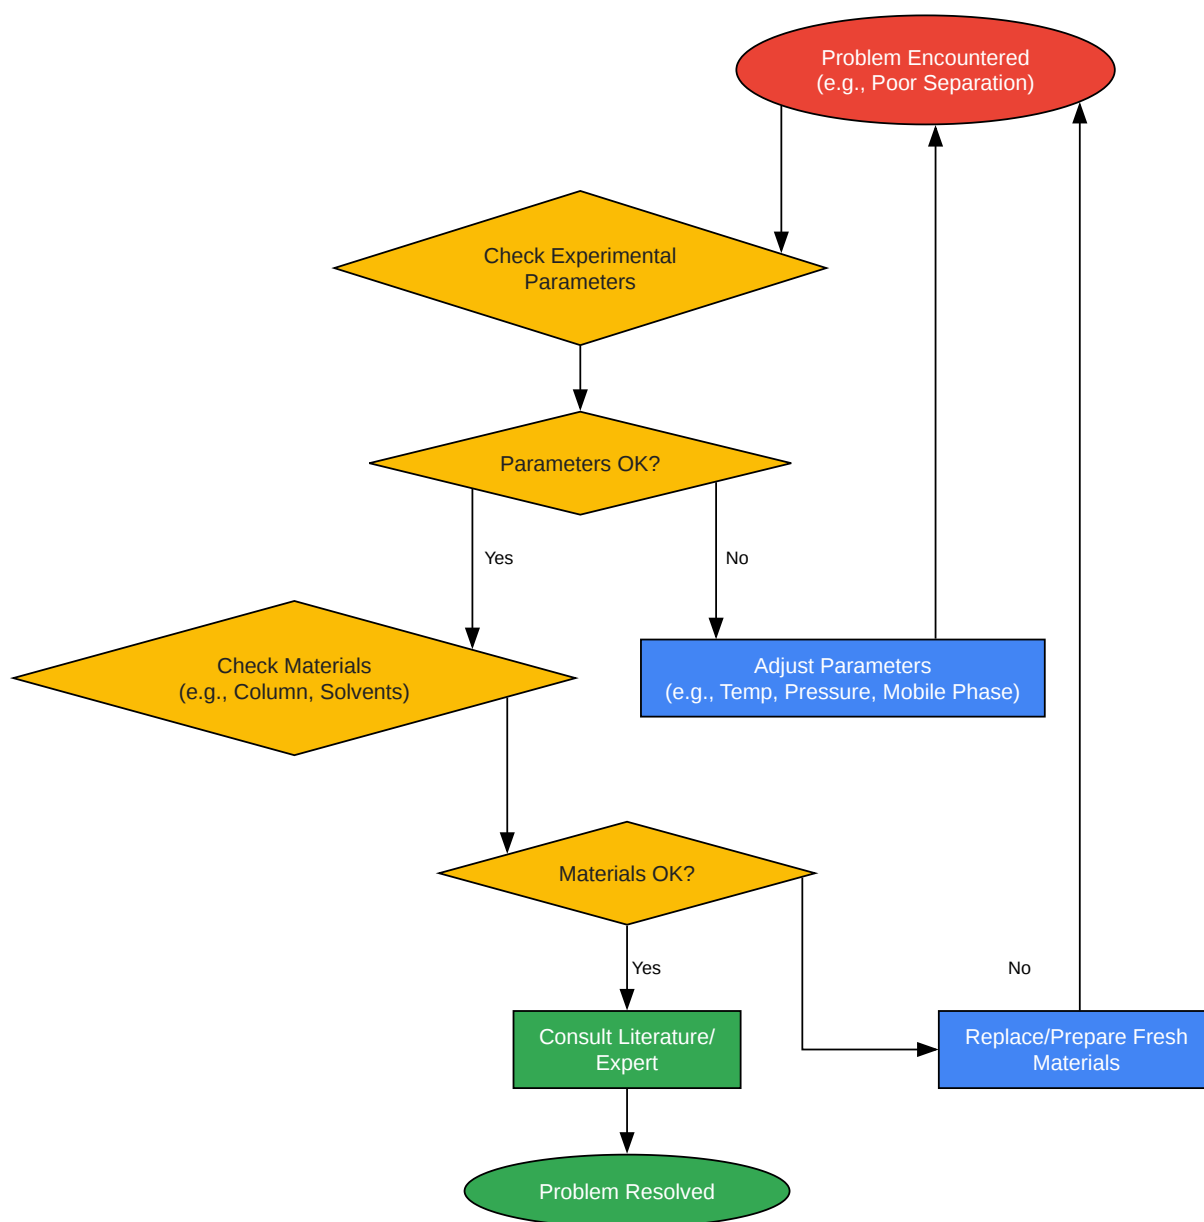 Problem Encountered
(e.g., Poor Separation)
Check Experimental
Parameters
Parameters OK?
Yes
No
Check Materials
(e.g., Column, Solvents)
Adjust Parameters
(e.g., Temp, Pressure, Mobile Phase)
Materials OK?
Yes
No
Consult Literature/
Expert
Replace/Prepare Fresh
Materials
Problem Resolved